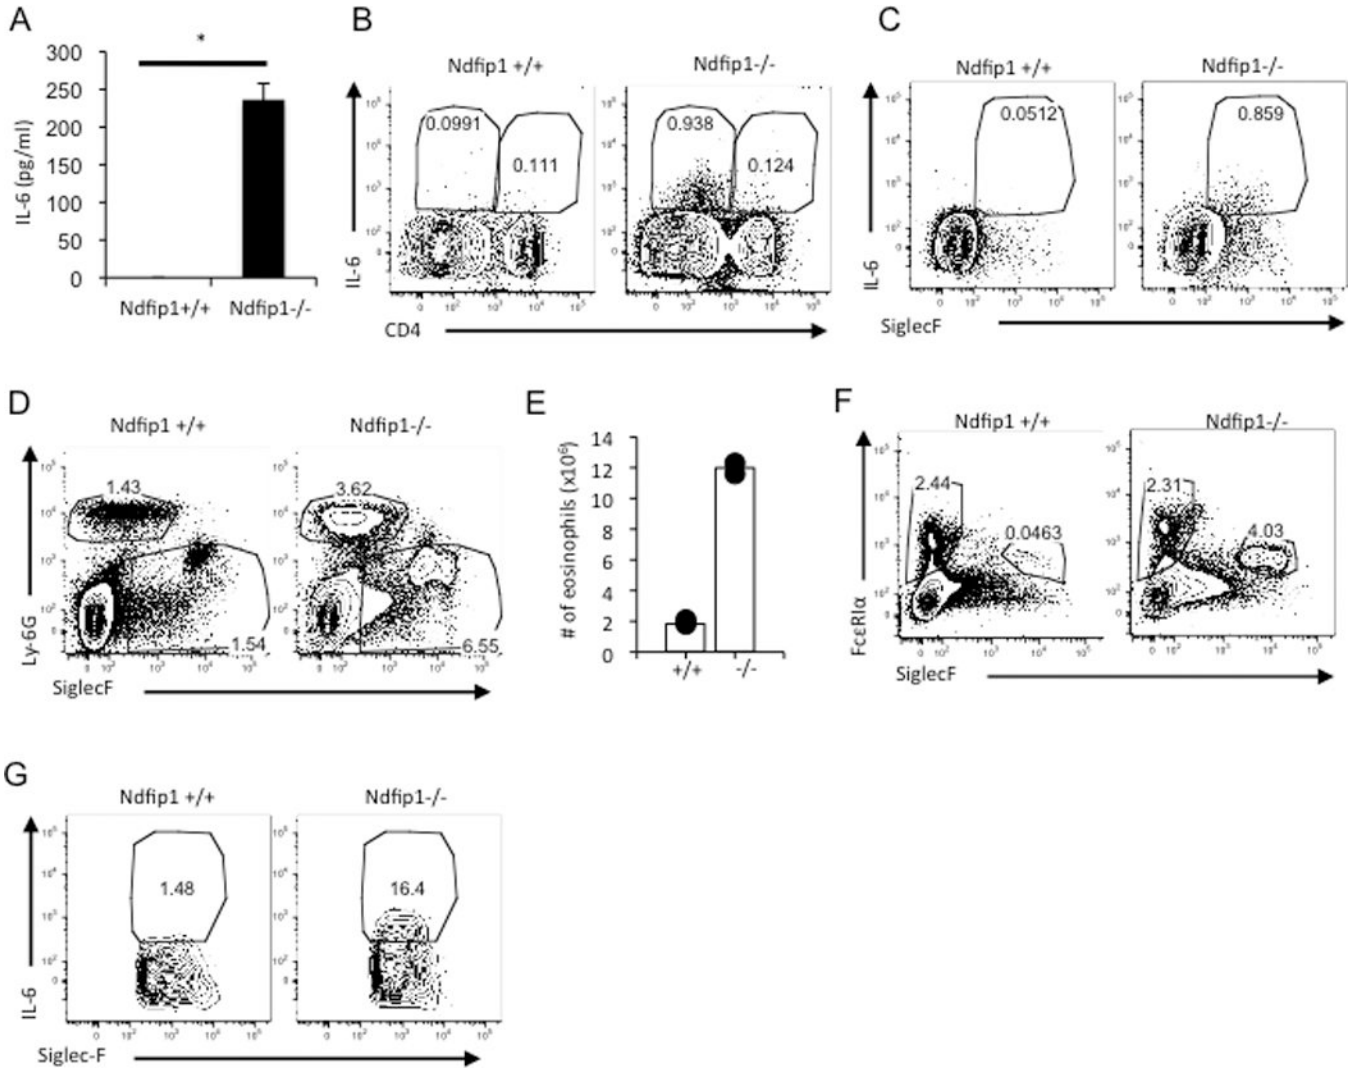 A
*
300
250
200
150
100
50
0
IL-6 (pg/ml)
Ndfip1+/+ Ndfip1-/-
B
Ndfip1 +/+ Ndfip1-/-
0.0991
0.111
0.938
0.124
IL-6
CD4
C
Ndfip1 +/+ Ndfip1-/-
0.0512
0.859
IL-6
SiglecF
D
Ndfip1 +/+ Ndfip1-/-
1.43
1.54
3.62
6.55
Ly-6G
SiglecF
E
14
12
10
8
6
4
2
0
# of eosinophils (x10⁶)
+/+ -/-
F
Ndfip1 +/+ Ndfip1-/-
2.44
0.0463
2.31
4.03
FcεRIα
SiglecF
G
Ndfip1 +/+ Ndfip1-/-
1.48
16.4
IL-6
Siglec-F